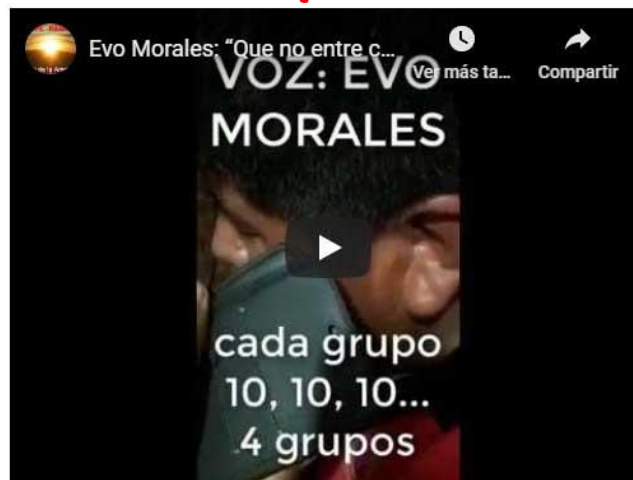 Evo Morales: “Que no entre c...
Ver más ta...
Compartir
VOZ: EVO
MORALES
cada grupo
10, 10, 10...
4 grupos